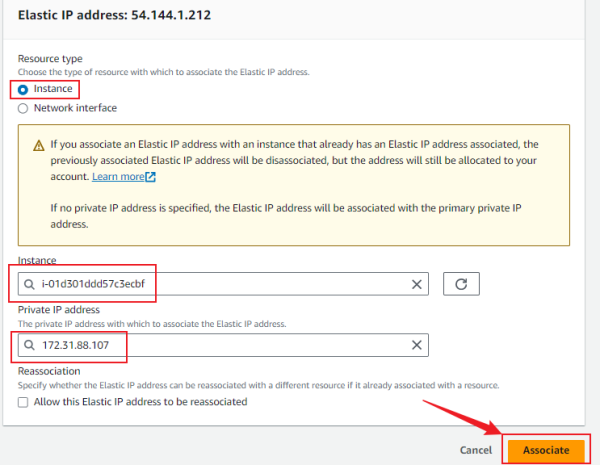 Elastic IP address: 54.144.1.212
Resource type
Choose the type of resource with which to associate the Elastic IP address.
Instance
Network interface
If you associate an Elastic IP address with an instance that already has an Elastic IP address associated, the
previously associated Elastic IP address will be disassociated, but the address will still be allocated to your
account. Learn more
If no private IP address is specified, the Elastic IP address will be associated with the primary private IP
address.
Instance
i-01d301ddd57c3ecbf
Private IP address
The private IP address with which to associate the Elastic IP address.
172.31.88.107
Reassociation
Specify whether the Elastic IP address can be reassociated with a different resource if it already associated with a resource.
Allow this Elastic IP address to be reassociated
Cancel
Associate